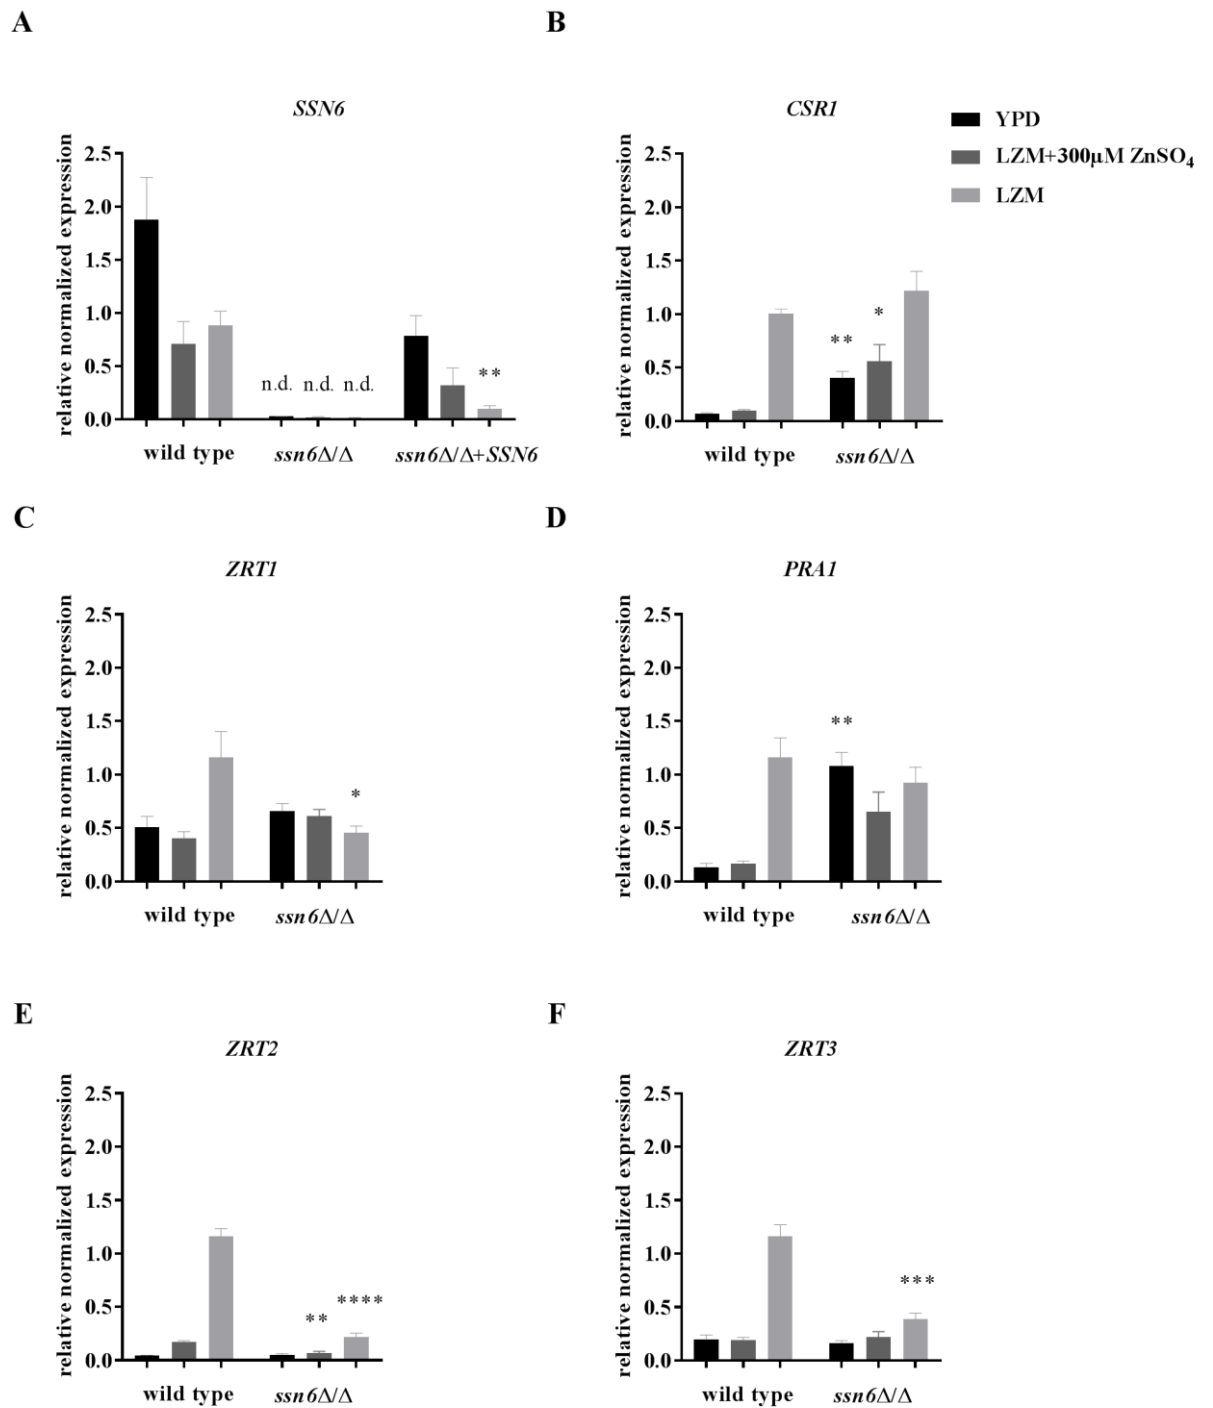 A
SSN6
relative normalized expression
2.5
2.0
1.5
1.0
0.5
0.0
n.d. n.d. n.d.
**
wild type ssn6Δ/Δ ssn6Δ/Δ+SSN6
B
CSR1
relative normalized expression
2.5
2.0
1.5
1.0
0.5
0.0
** *
wild type ssn6Δ/Δ
YPD
LZM+300μM ZnSO₄
LZM
C
ZRT1
relative normalized expression
2.5
2.0
1.5
1.0
0.5
0.0
*
wild type ssn6Δ/Δ
D
PRA1
relative normalized expression
2.5
2.0
1.5
1.0
0.5
0.0
**
wild type ssn6Δ/Δ
E
ZRT2
relative normalized expression
2.5
2.0
1.5
1.0
0.5
0.0
** ****
wild type ssn6Δ/Δ
F
ZRT3
relative normalized expression
2.5
2.0
1.5
1.0
0.5
0.0
***
wild type ssn6Δ/Δ